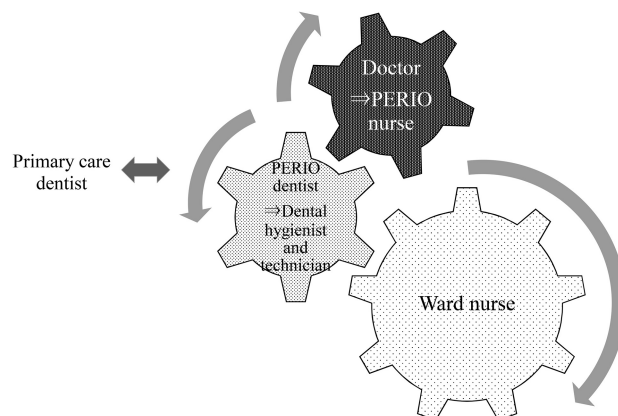 Doctor
⇒PERIO
nurse
Primary care
dentist
PERIO
dentist
⇒Dental
hygienist
and
technician
Ward nurse